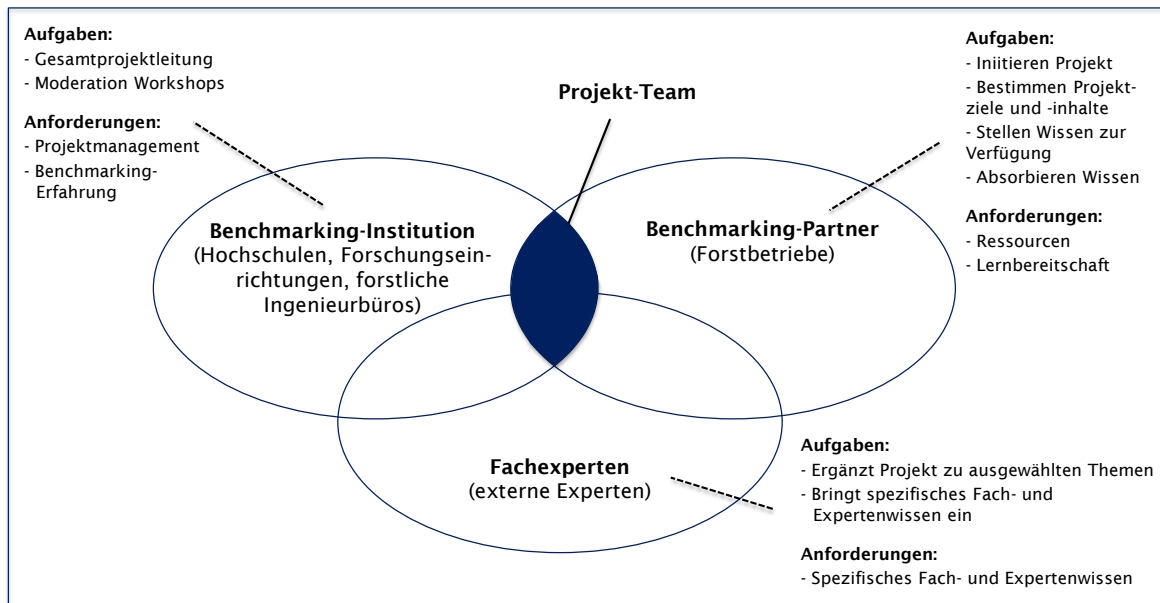 Aufgaben:
- Gesamtprojektleitung
- Moderation Workshops
Anforderungen:
- Projektmanagement
- Benchmarking-
Erfahrung
Projekt-Team
Aufgaben:
- Iniitieren Projekt
- Bestimmen Projekt-
ziele und -inhalte
- Stellen Wissen zur
Verfügung
- Absorbieren Wissen
Anforderungen:
- Ressourcen
- Lernbereitschaft
Benchmarking-Institution
(Hochschulen, Forschungsein-
richtungen, forstliche
Ingenieurbüros)
Benchmarking-Partner
(Forstbetriebe)
Fachexperten
(externe Experten)
Aufgaben:
- Ergänzt Projekt zu ausgewählten Themen
- Bringt spezifisches Fach- und
Expertenwissen ein
Anforderungen:
- Spezifisches Fach- und Expertenwissen